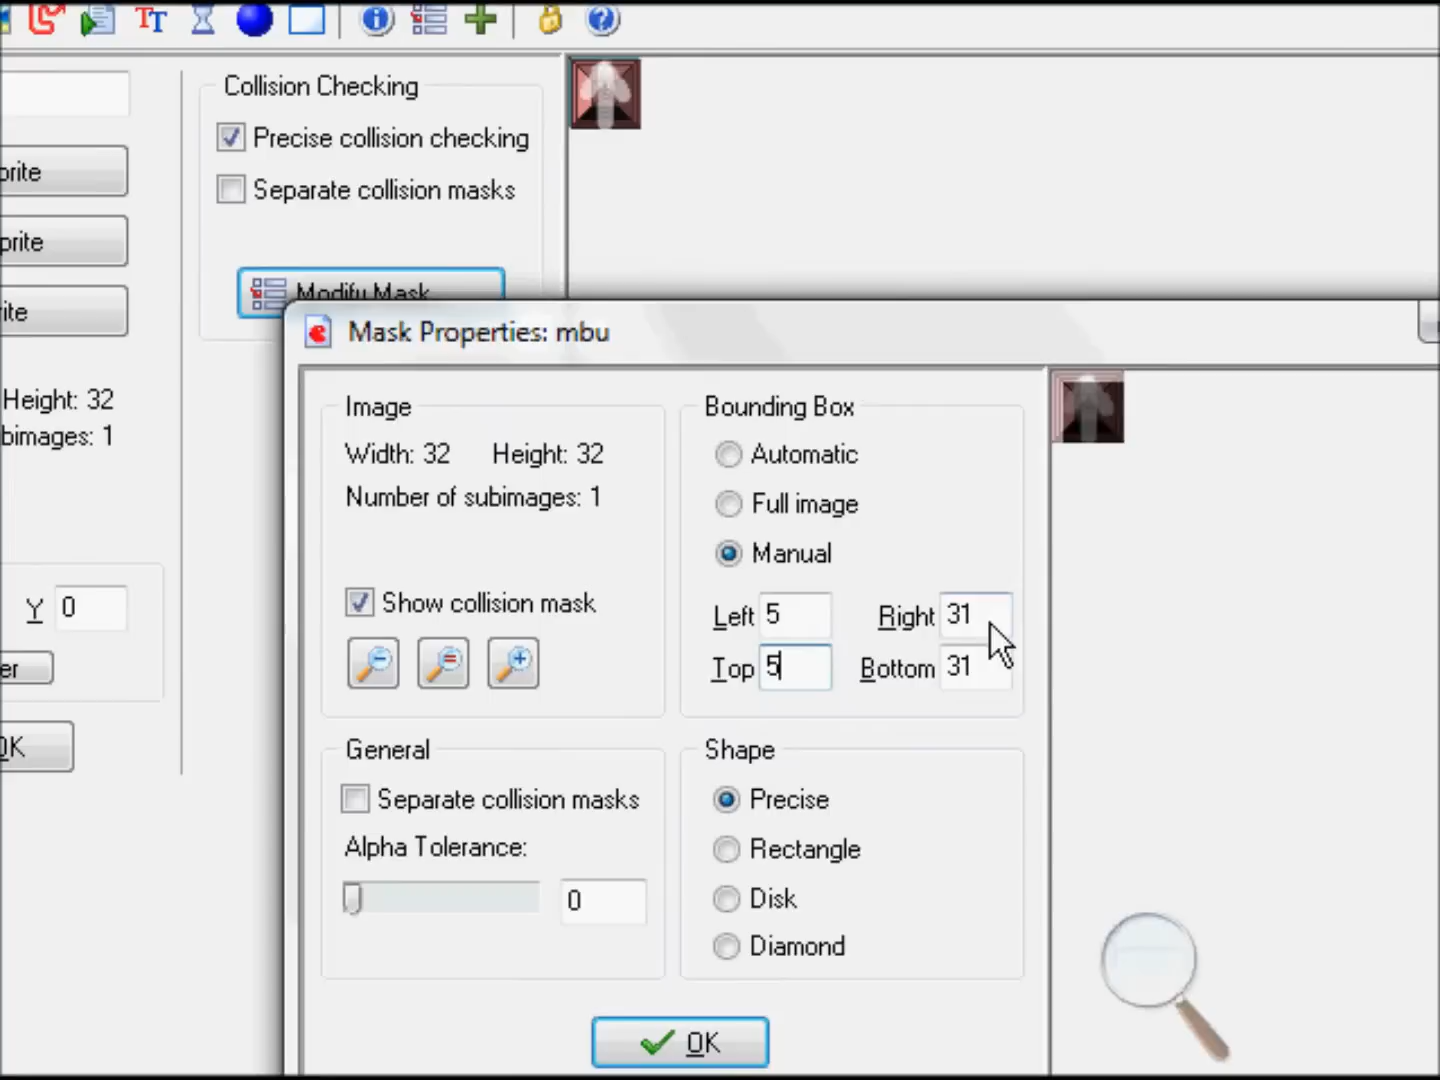 Collision Checking
Precise collision checking
Separate collision masks
Modify Mask
prite
ite
Height: 32
bimages: 1
Y 0
er
OK
Mask Properties: mbu
Image
Width: 32 Height: 32
Number of subimages: 1
Show collision mask
Bounding Box
Automatic
Full image
Manual
Left 5 Right 31
Top 5 Bottom 31
General
Separate collision masks
Alpha Tolerance:
0
Shape
Precise
Rectangle
Disk
Diamond
OK